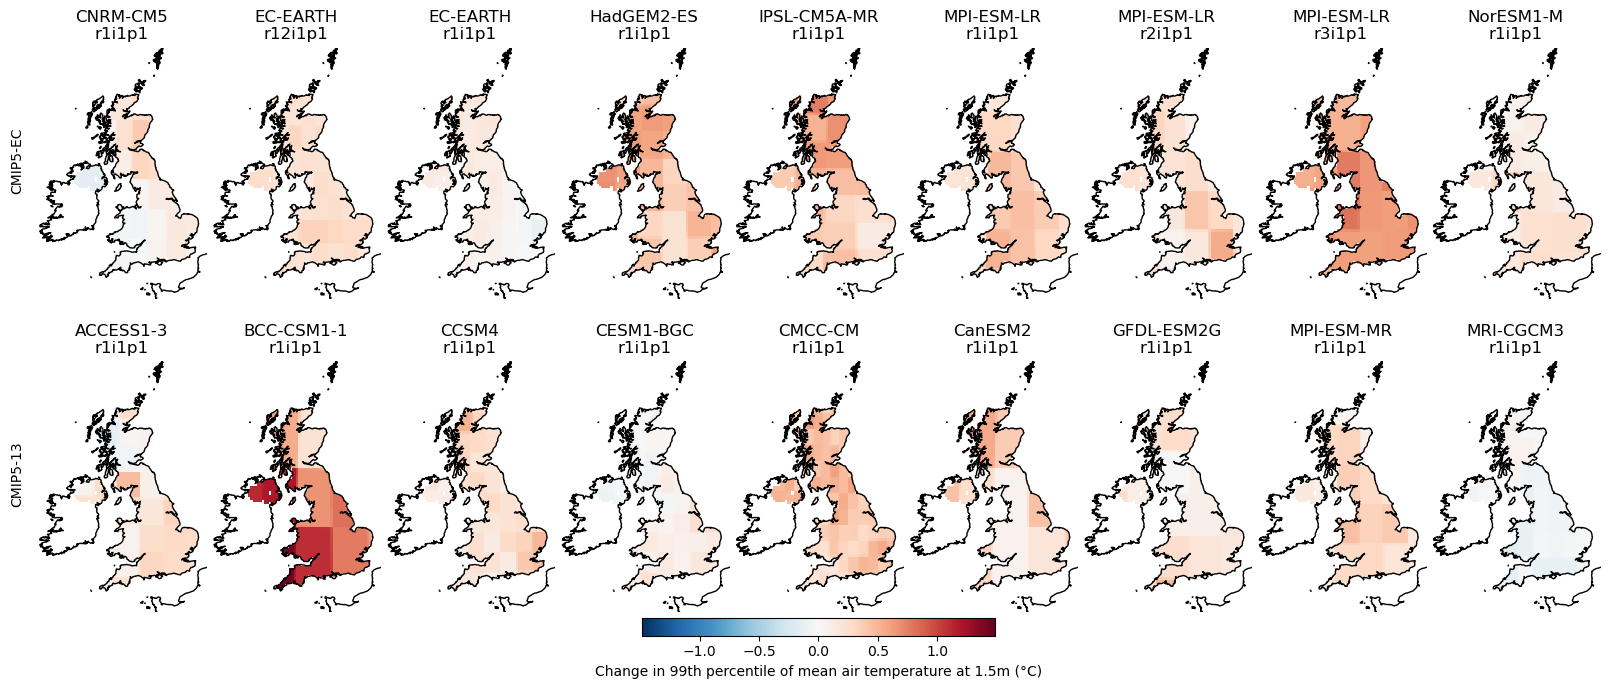 CNRM-CM5
r1i1p1
EC-EARTH
r12i1p1
EC-EARTH
r1i1p1
HadGEM2-ES
r1i1p1
IPSL-CM5A-MR
r1i1p1
MPI-ESM-LR
r1i1p1
MPI-ESM-LR
r2i1p1
MPI-ESM-LR
r3i1p1
NorESM1-M
r1i1p1
CMIP5-EC
ACCESS1-3
r1i1p1
BCC-CSM1-1
r1i1p1
CCSM4
r1i1p1
CESM1-BGC
r1i1p1
CMCC-CM
r1i1p1
CanESM2
r1i1p1
GFDL-ESM2G
r1i1p1
MPI-ESM-MR
r1i1p1
MRI-CGCM3
r1i1p1
CMIP5-13
−1.0 −0.5 0.0 0.5 1.0
Change in 99th percentile of mean air temperature at 1.5m (°C)